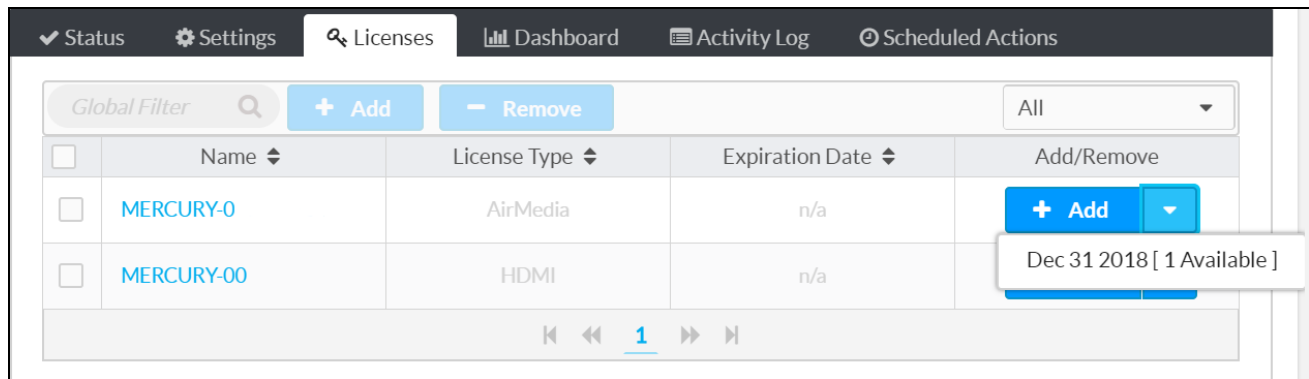 Status Settings Licenses Dashboard Activity Log Scheduled Actions
Global Filter + Add − Remove All
Name License Type Expiration Date Add/Remove
MERCURY-0 AirMedia n/a + Add
Dec 31 2018 [ 1 Available ]
MERCURY-00 HDMI n/a
1